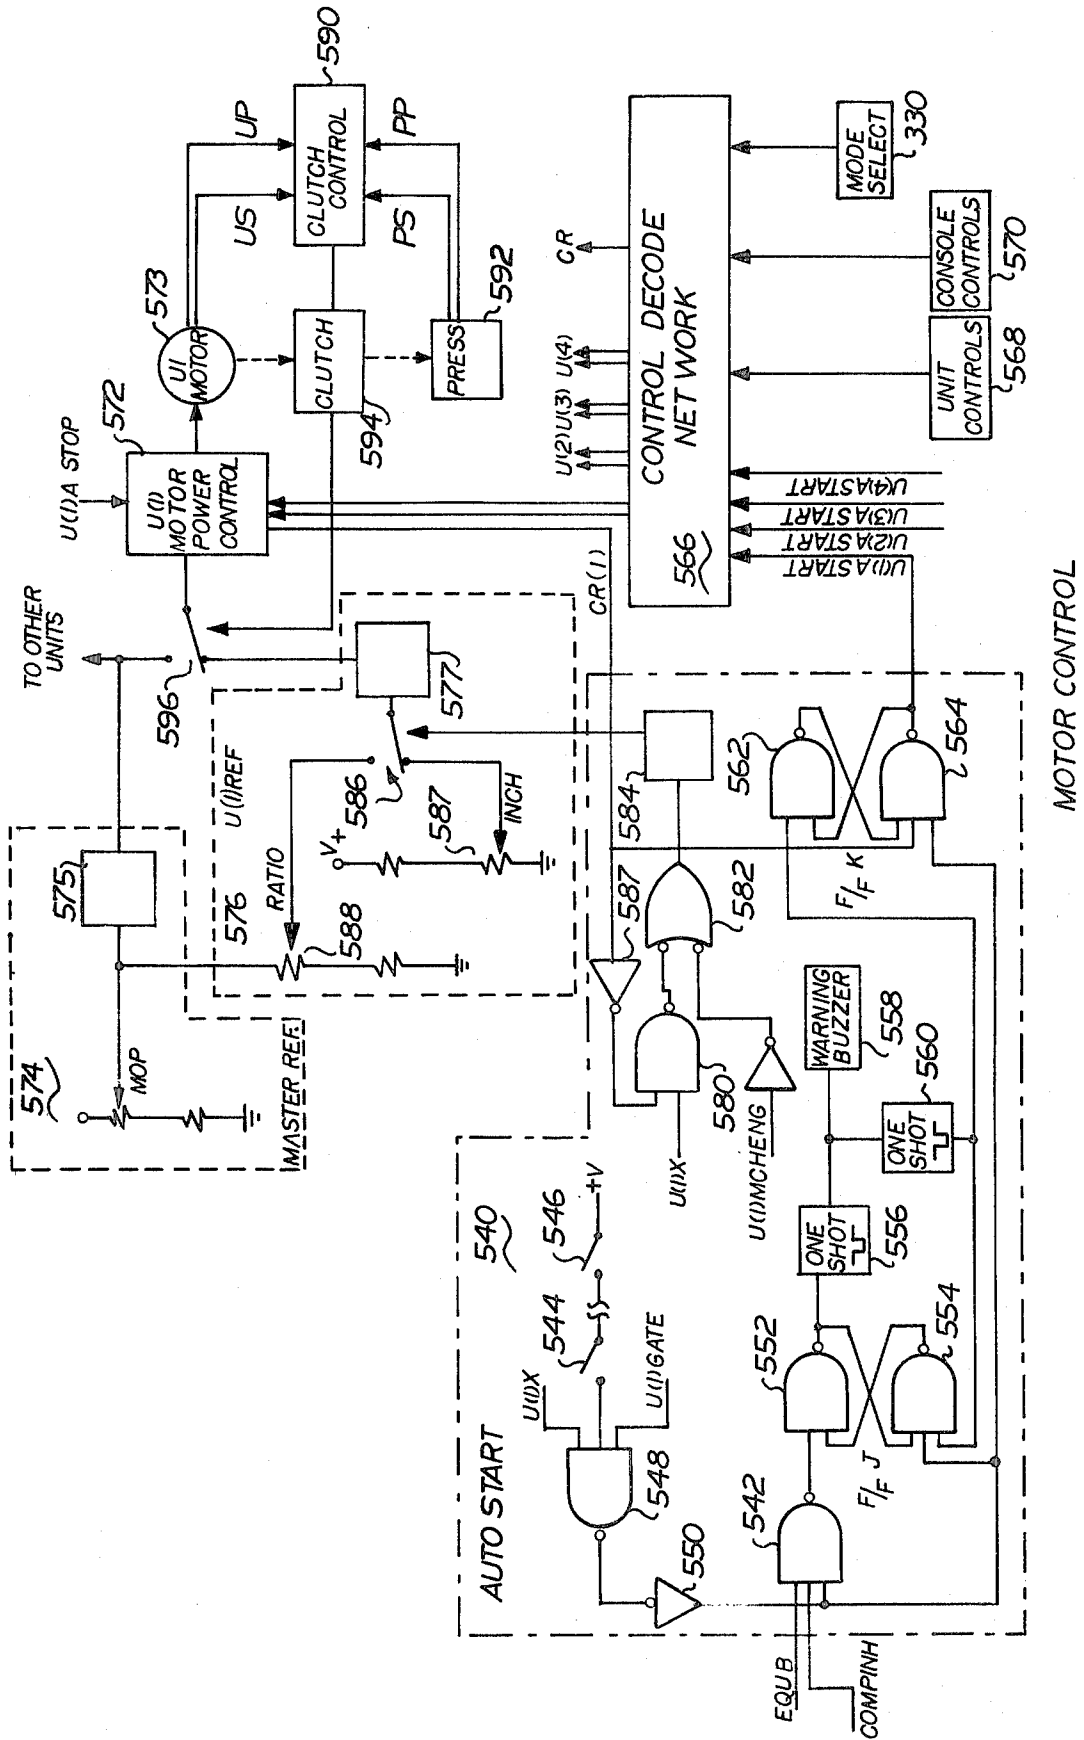 AUTO START
540
EQUB
COMPINH
542
550
548
U(1)X
U(1)GATE
544
546
+V
F/F J
552
554
ONE
SHOT
556
WARNING
BUZZER
558
ONE
SHOT
560
U(1)X
U(1)MCHENG
580
587
582
584
F/F K
562
564
CR(1)
574
MOP
MASTER REF.
575
576
U(1)REF
RATIO
588
V+
586
587
INCH
577
TO OTHER
UNITS
596
U(1)A STOP
U(1)
MOTOR
POWER
CONTROL
572
U1
MOTOR
573
US
UP
CLUTCH
594
CLUTCH
CONTROL
590
PS
PP
PRESS
592
566
CONTROL DECODE
NETWORK
U(2)
U(3)
U(4)
CR
U(1)A START
U(2)A START
U(3)A START
U(4)A START
UNIT
CONTROLS
568
CONSOLE
CONTROLS
570
MODE
SELECT
330
MOTOR CONTROL